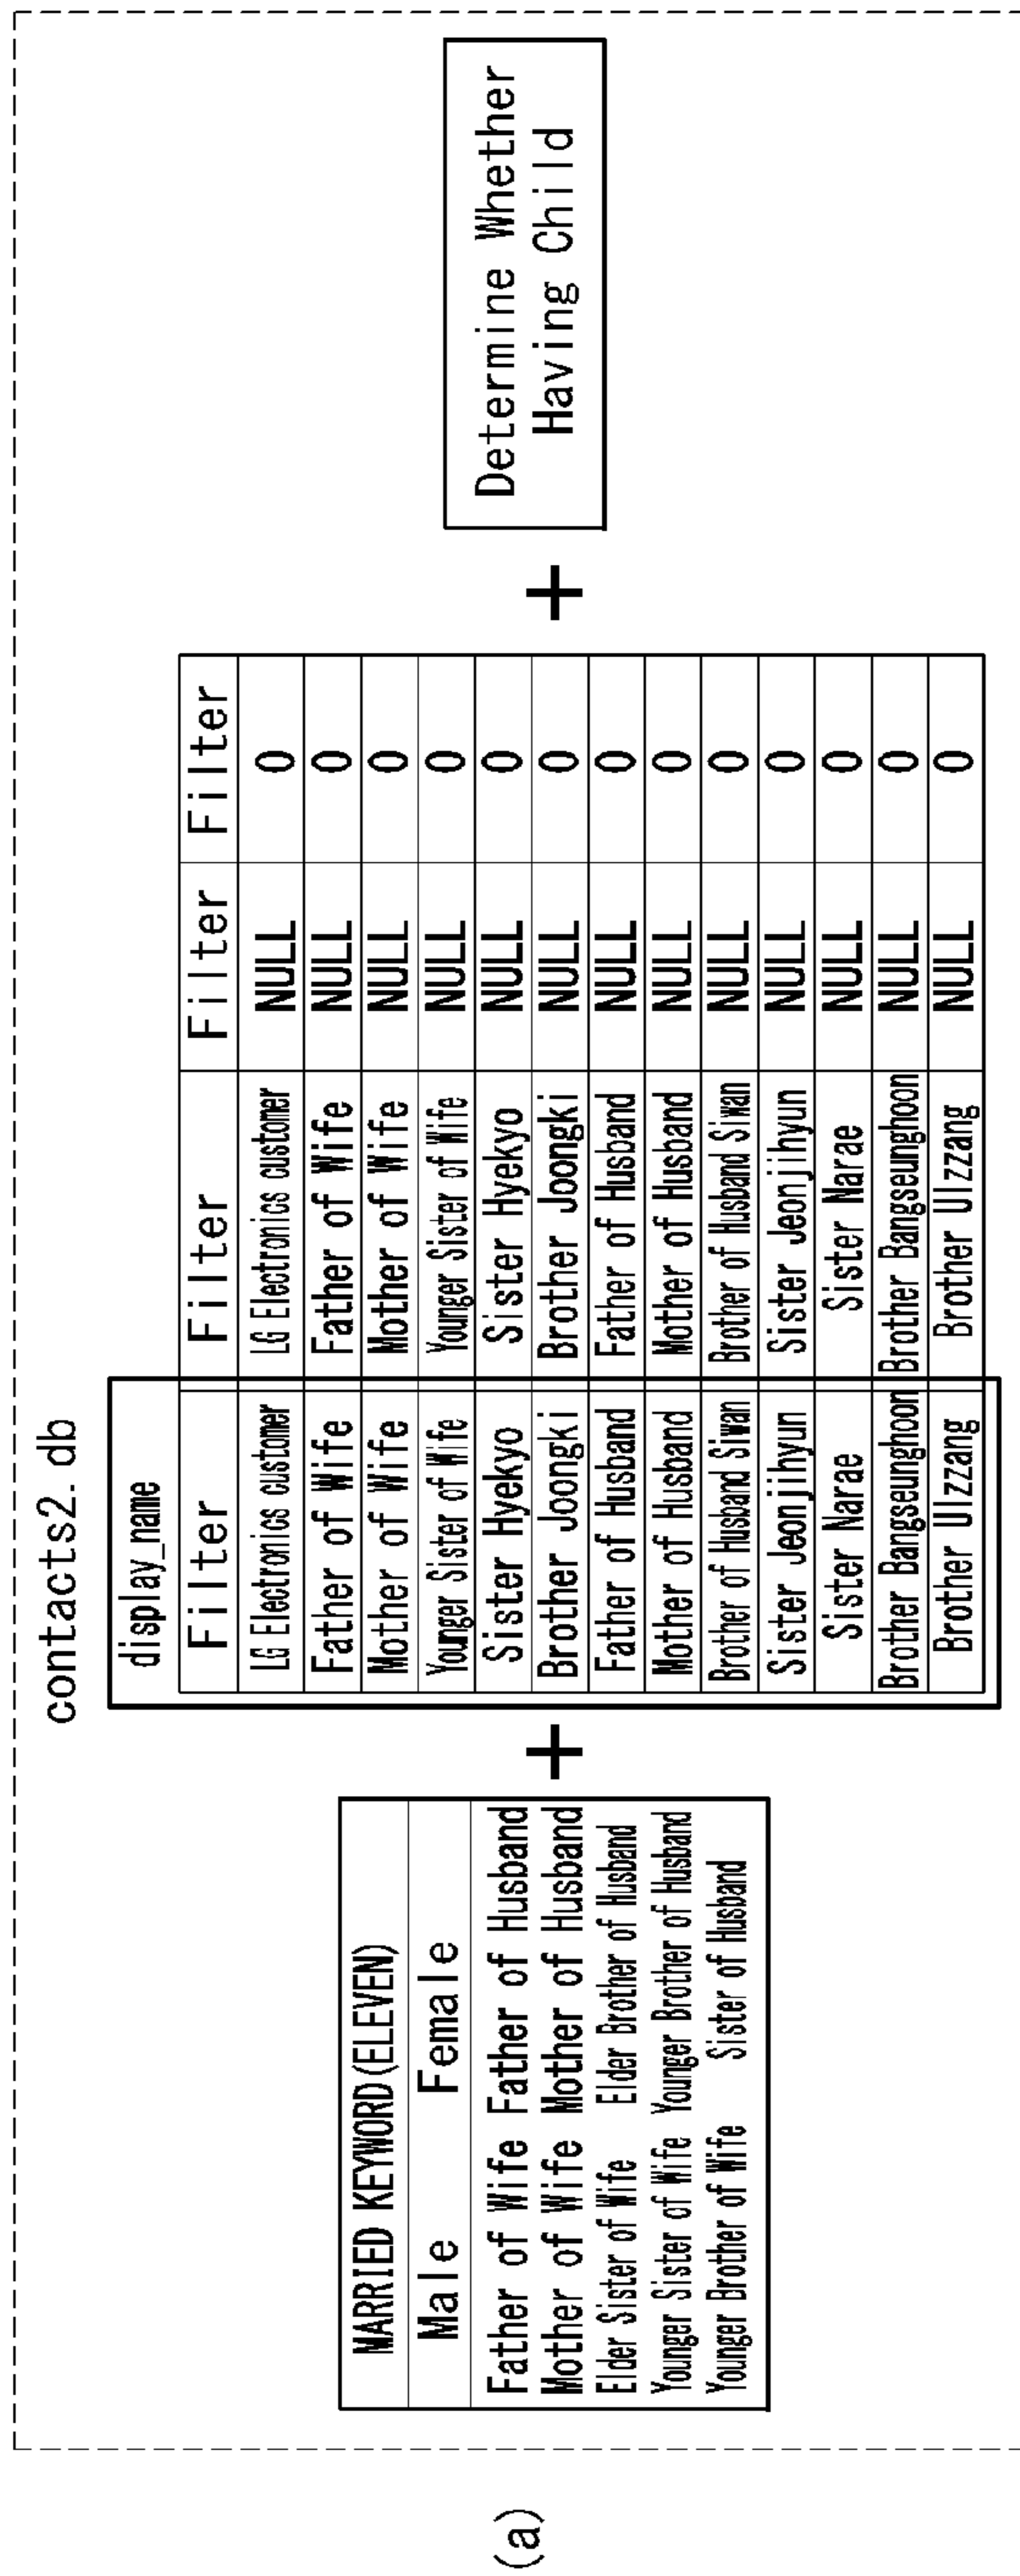 (a)
MARRIED KEYWORD(ELEVEN)
Male Female
Father of Wife Father of Husband
Mother of Wife Mother of Husband
Elder Sister of Wife Elder Brother of Husband
Younger Sister of Wife Younger Brother of Husband
Younger Brother of Wife Sister of Husband
+
contacts2.db
display_name
Filter Filter Filter Filter
LG Electronics customer LG Electronics customer NULL 0
Father of Wife Father of Wife NULL 0
Mother of Wife Mother of Wife NULL 0
Younger Sister of Wife Younger Sister of Wife NULL 0
Sister Hyekyo Sister Hyekyo NULL 0
Brother Joongki Brother Joongki NULL 0
Father of Husband Father of Husband NULL 0
Mother of Husband Mother of Husband NULL 0
Brother of Husband Siwan Brother of Husband Siwan NULL 0
Sister Jeonjihyun Sister Jeonjihyun NULL 0
Sister Narae Sister Narae NULL 0
Brother Bangseunghoon Brother Bangseunghoon NULL 0
Brother Ulzzang Brother Ulzzang NULL 0
+
Determine Whether
Having Child